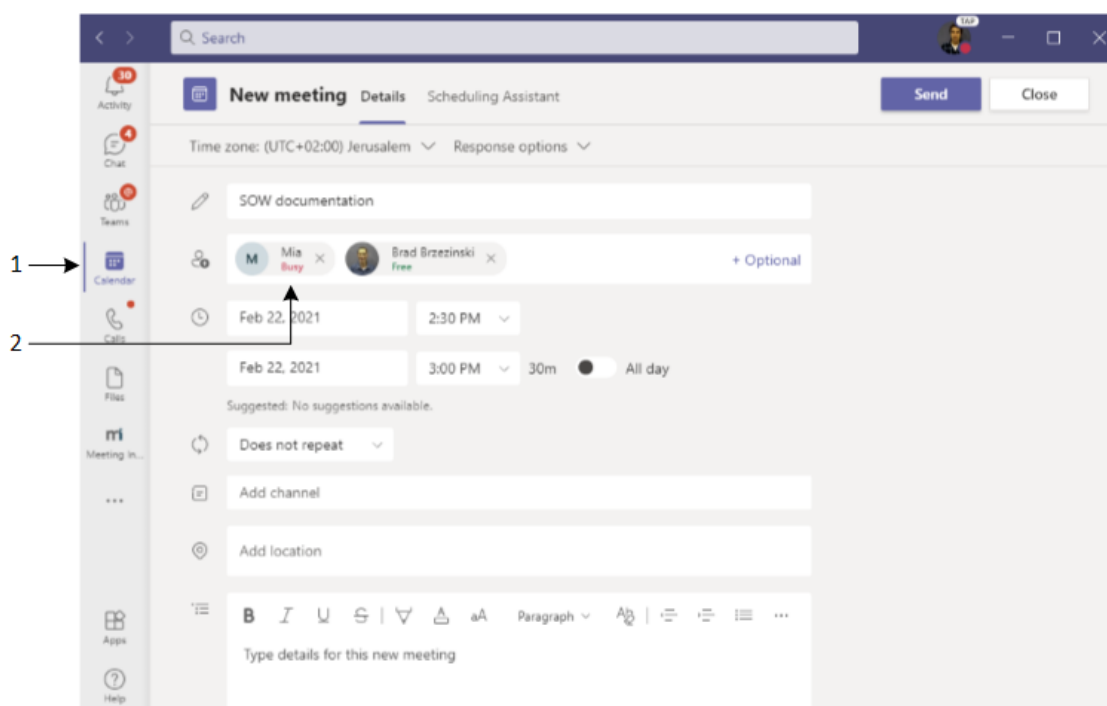 TAP
Search
30
Activity
New meeting Details Scheduling Assistant
Send Close
4
Chat
Time zone: (UTC+02:00) Jerusalem Response options
@
Teams
SOW documentation
1
Calendar
M Mia Busy Brad Brzezinski Free + Optional
Calls
Feb 22, 2021 2:30 PM
2
Feb 22, 2021 3:00 PM 30m All day
Files
Suggested: No suggestions available.
mi
Meeting In...
Does not repeat
...
Add channel
Add location
B I U S A aA Paragraph Ab ...
Apps
Type details for this new meeting
Help